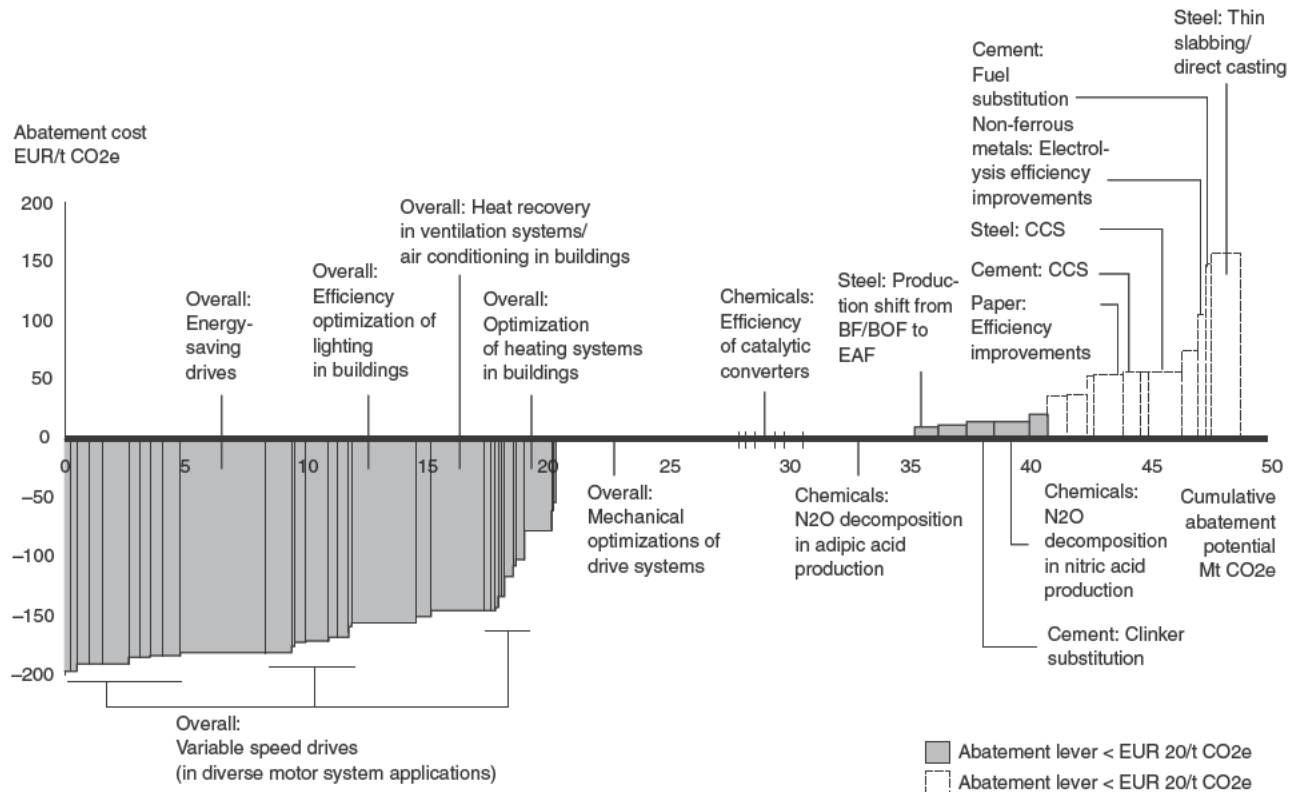 Steel: Thin
slabbing/
direct casting
Cement:
Fuel
substitution
Non-ferrous
metals: Electrol-
ysis efficiency
improvements
Steel: CCS
Cement: CCS
Paper:
Efficiency
improvements
Abatement cost
EUR/t CO2e
Overall: Heat recovery
in ventilation systems/
air conditioning in buildings
Overall:
Energy-
saving
drives
Overall:
Efficiency
optimization of
lighting
in buildings
Overall:
Optimization
of heating systems
in buildings
Chemicals:
Efficiency
of catalytic
converters
Steel: Produc-
tion shift from
BF/BOF to
EAF
200
150
100
50
0
–50
–100
–150
–200
0 5 10 15 20 25 30 35 40 45 50
Overall:
Mechanical
optimizations of
drive systems
Chemicals:
N2O decomposition
in adipic acid
production
Chemicals:
N2O
decomposition
in nitric acid
production
Cumulative
abatement
potential
Mt CO2e
Cement: Clinker
substitution
Overall:
Variable speed drives
(in diverse motor system applications)
Abatement lever < EUR 20/t CO2e
Abatement lever < EUR 20/t CO2e